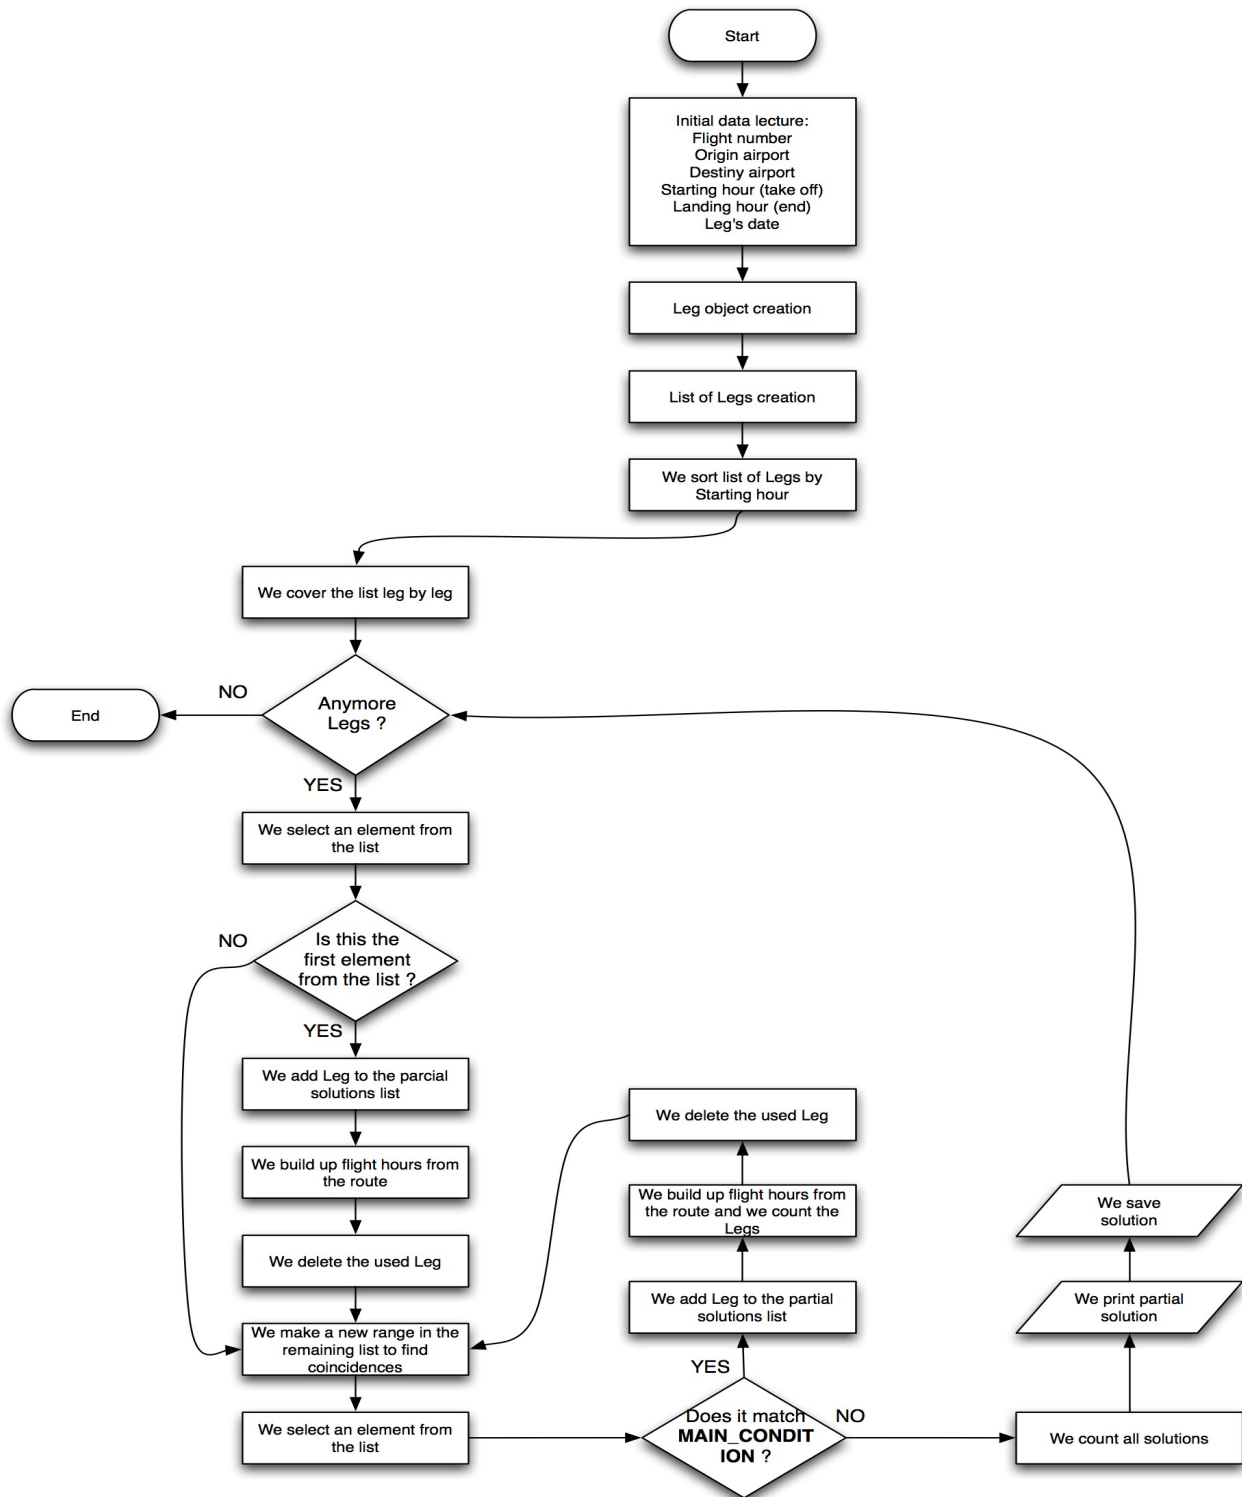 Start
Initial data lecture:
Flight number
Origin airport
Destiny airport
Starting hour (take off)
Landing hour (end)
Leg's date
Leg object creation
List of Legs creation
We sort list of Legs by
Starting hour
We cover the list leg by leg
Anymore
Legs ?
NO
End
YES
We select an element from
the list
Is this the
first element
from the list ?
NO
YES
We add Leg to the parcial
solutions list
We build up flight hours from
the route
We delete the used Leg
We make a new range in the
remaining list to find
coincidences
We select an element from
the list
Does it match
MAIN_CONDIT
ION ?
YES
We add Leg to the partial
solutions list
We build up flight hours from
the route and we count the
Legs
We delete the used Leg
NO
We count all solutions
We print partial
solution
We save
solution